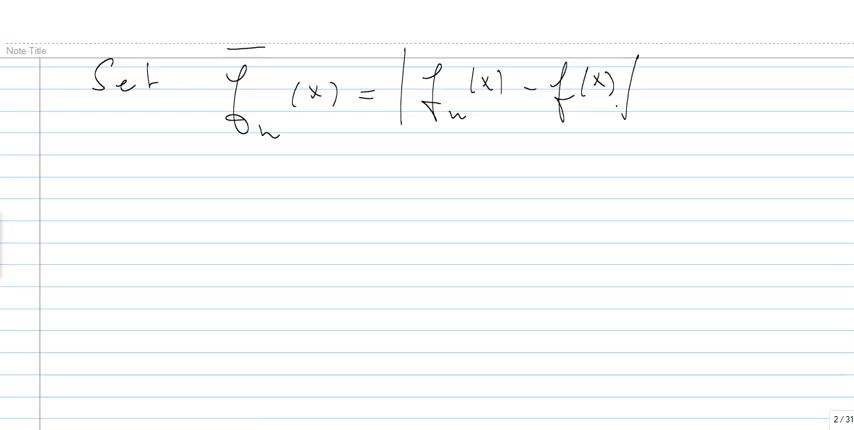 Note Title
Set f̅ₙ(x) = |fₙ(x) - f(x)|
2 / 31